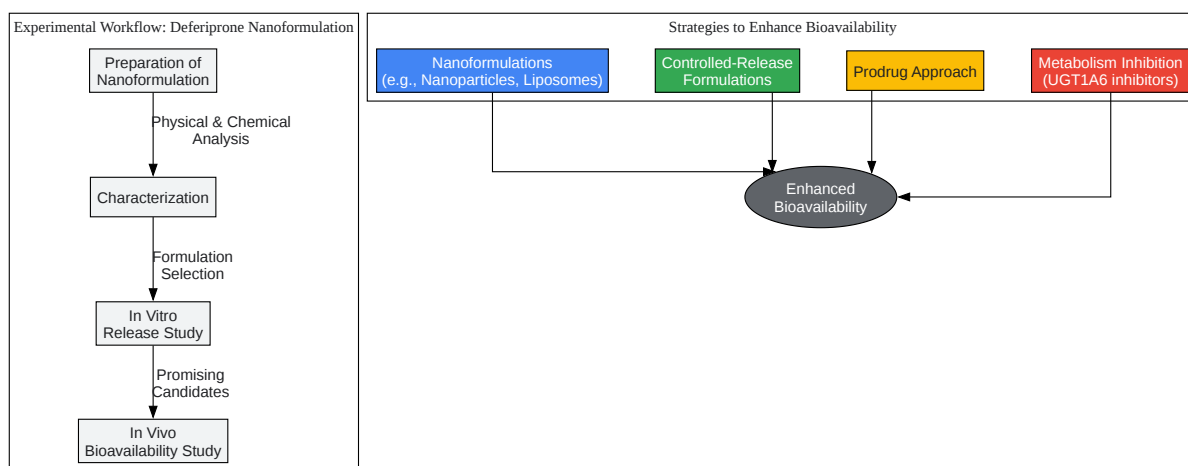 Experimental Workflow: Deferiprone Nanoformulation
Preparation of
Nanoformulation
Physical & Chemical
Analysis
Characterization
Formulation
Selection
In Vitro
Release Study
Promising
Candidates
In Vivo
Bioavailability Study
Strategies to Enhance Bioavailability
Nanoformulations
(e.g., Nanoparticles, Liposomes)
Controlled-Release
Formulations
Prodrug Approach
Metabolism Inhibition
(UGT1A6 inhibitors)
Enhanced
Bioavailability